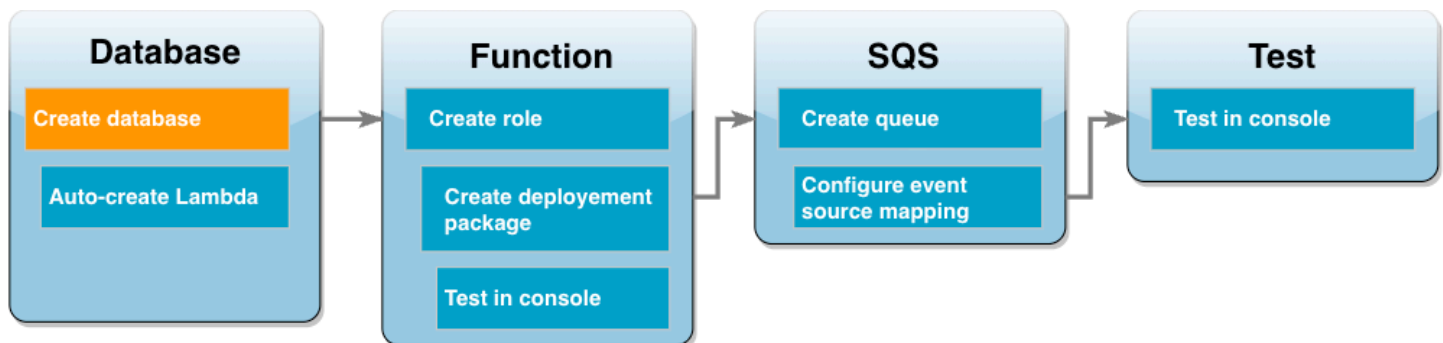 Database
Create database
Auto-create Lambda
Function
Create role
Create deployement
package
Test in console
SQS
Create queue
Configure event
source mapping
Test
Test in console